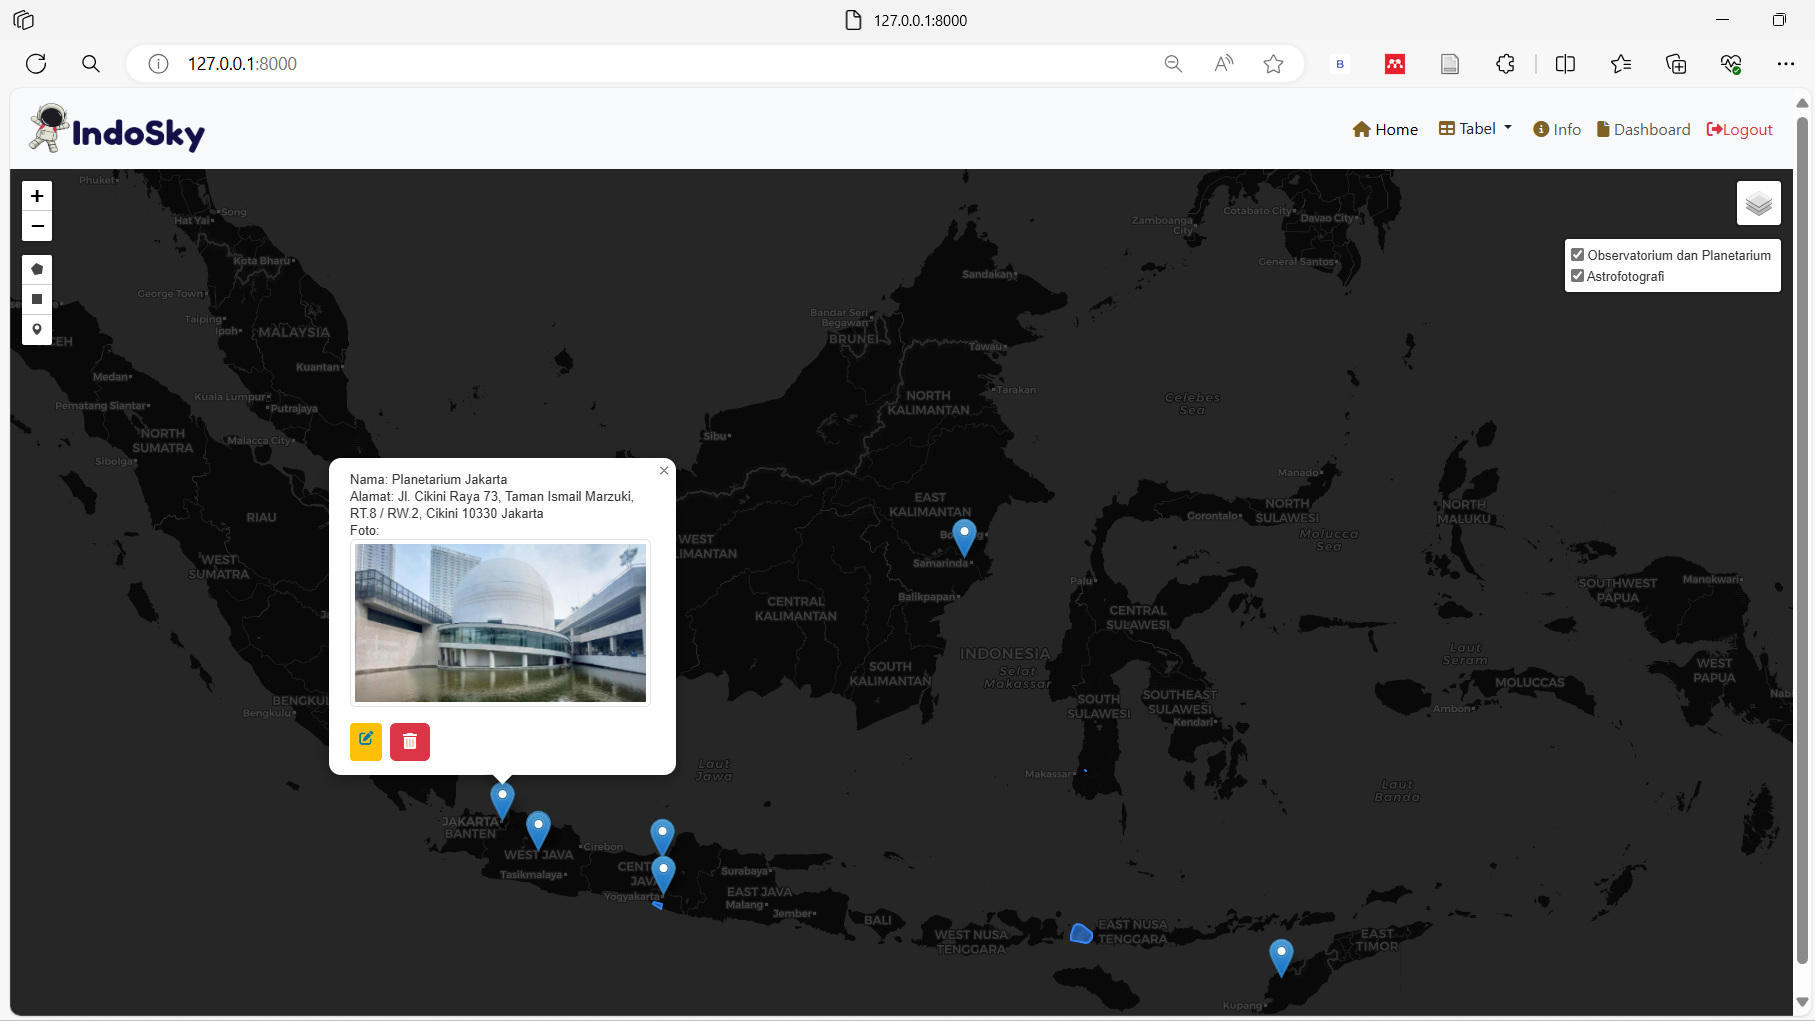 127.0.0.1:8000
127.0.0.1:8000
IndoSky
Home
Tabel
Info
Dashboard
Logout
+
−
Observatorium dan Planetarium
Astrofotografi
Phuket
Hat Yai
Song
Kota Bharu
George Town
Taiping
Ipoh
MALAYSIA
Kuantan
Medan
Kuala Lumpur
Putrajaya
Pematang Siantar
NORTH
SUMATRA
Malacca City
Sibolga
RIAU
WEST
SUMATRA
BENGKUL
Bengkulu
Zamboanga
City
Cotabato City
Davao City
General Santos
Sandakan
Bandar Seri
Begawan
BRUNEI
Tawau
Tarakan
NORTH
KALIMANTAN
Sibu
Celebes
Sea
EAST
KALIMANTAN
Samarinda
Balikpapan
WEST
LIMANTAN
CENTRAL
KALIMANTAN
SOUTH
KALIMANTAN
INDONESIA
Selat
Makassar
Manado
Gorontalo
NORTH
SULAWESI
Molucca
Sea
NORTH
MALUKU
Palu
CENTRAL
SULAWESI
SOUTH
SULAWESI
SOUTHEAST
SULAWESI
Kendari
Makassar
SOUTHWEST
PAPUA
Manokwari
Laut
Seram
WEST
PAPUA
Nabi
MOLUCCAS
Ambon
Laut
Banda
Nama: Planetarium Jakarta
Alamat: Jl. Cikini Raya 73, Taman Ismail Marzuki,
RT.8 / RW.2, Cikini 10330 Jakarta
Foto:
×
Laut
Jawa
JAKARTA
BANTEN
WEST JAVA
Cirebon
Tasikmalaya
CENT
JAVA
Yogyakarta
Surabaya
EAST JAVA
Malang
Jember
BALI
WEST NUSA
TENGGARA
EAST NUSA
TENGGARA
EAST
TIMOR
Kupang